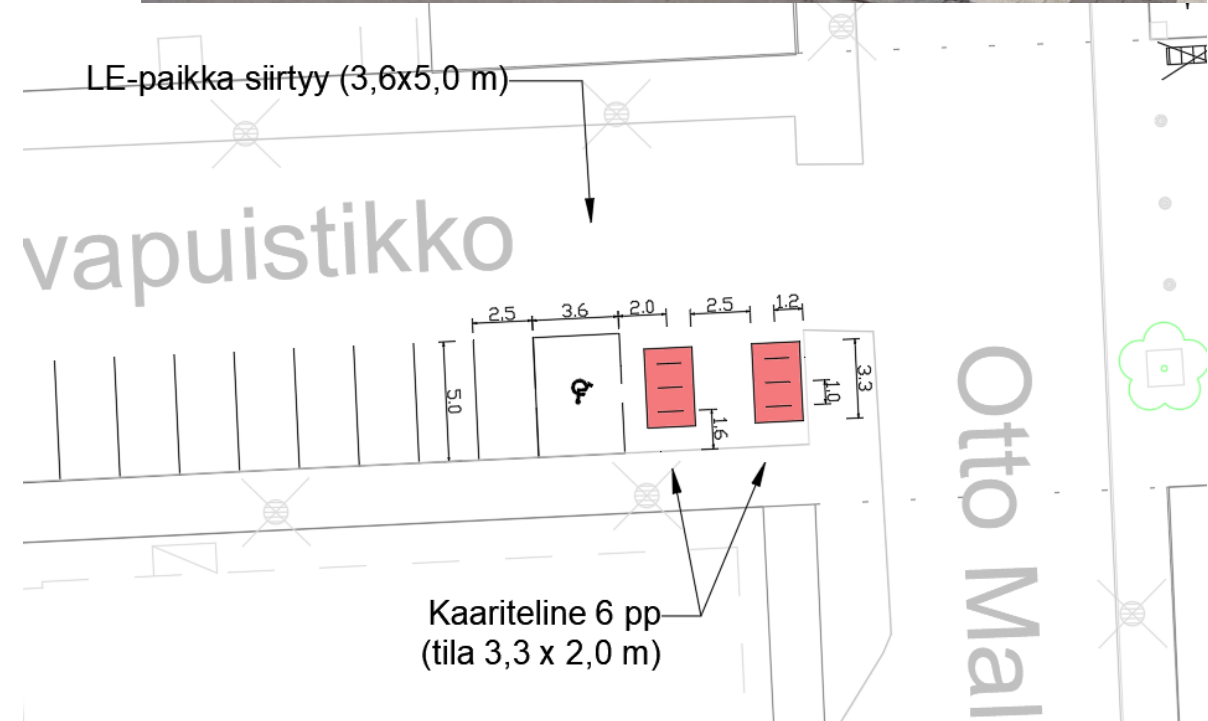 LE-paikka siirtyy (3,6x5,0 m)
vapuistikko
2.5 3.6 2.0 2.5 1.2
5.0
1.6
1.0
3.3
Otto Mal
Kaariteline 6 pp
(tila 3,3 x 2,0 m)